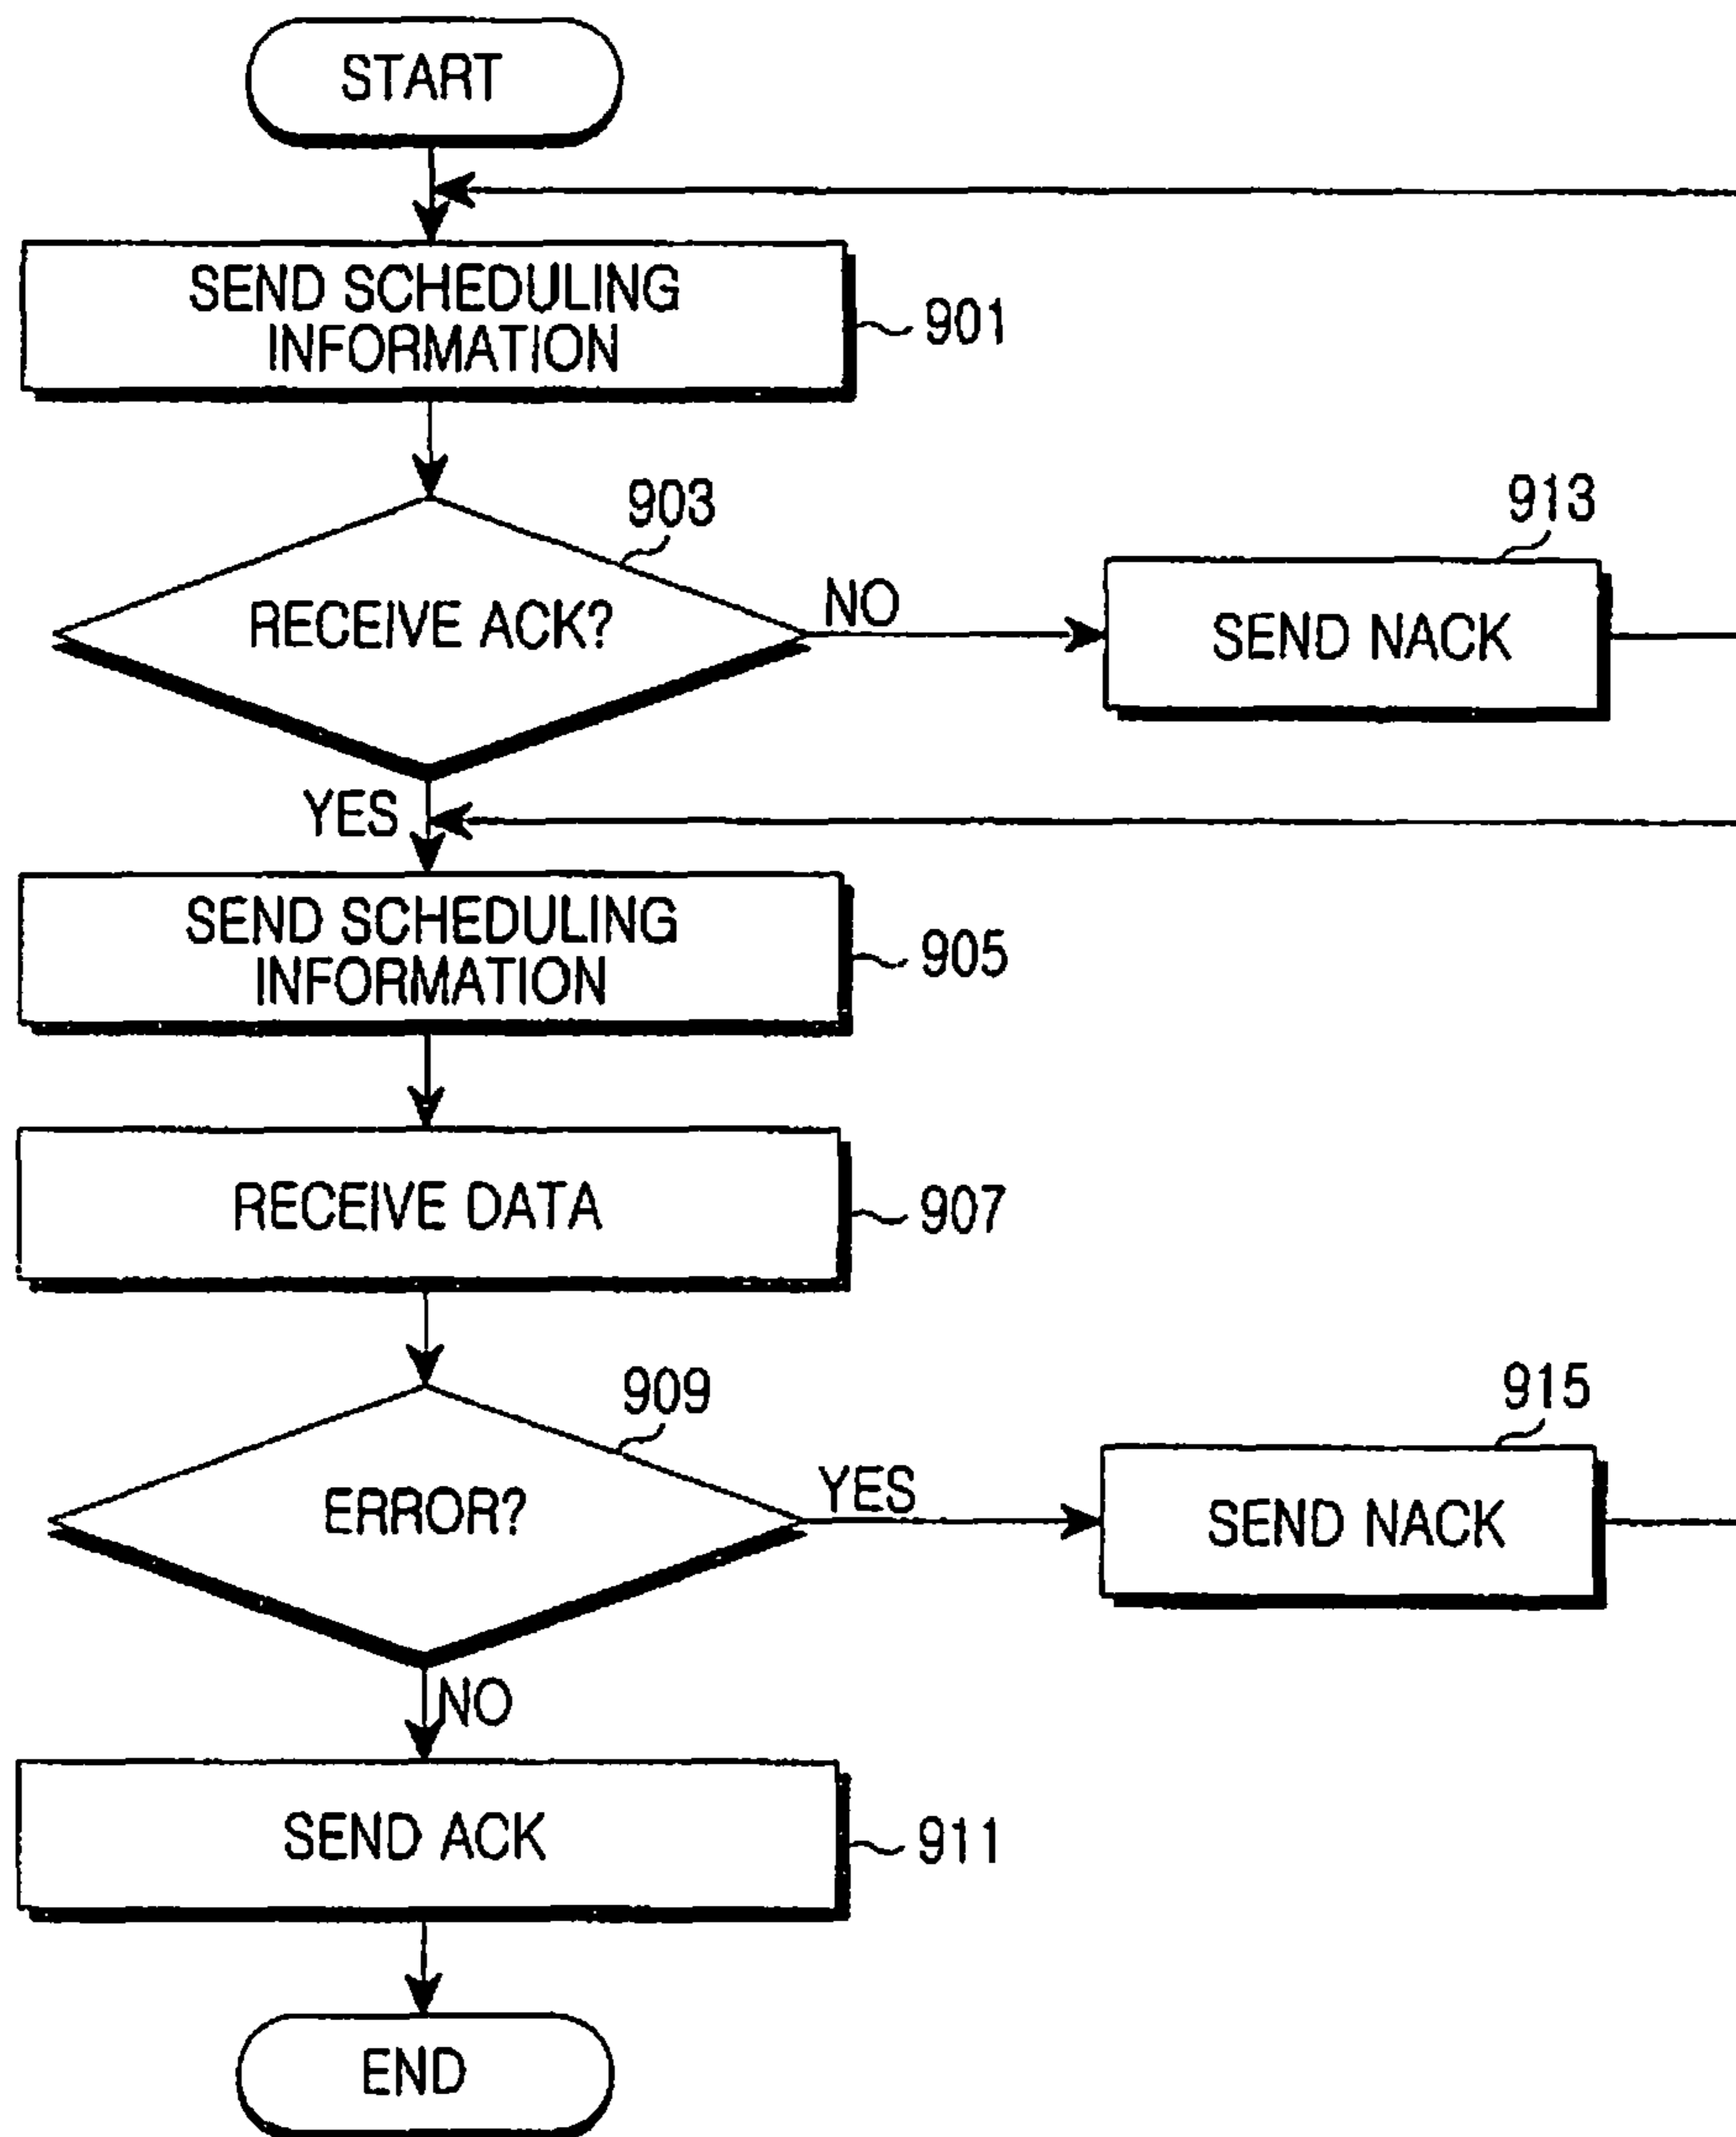 START
SEND SCHEDULING
INFORMATION
901
903
RECEIVE ACK?
NO
913
SEND NACK
YES
SEND SCHEDULING
INFORMATION
905
RECEIVE DATA
907
909
ERROR?
YES
915
SEND NACK
NO
SEND ACK
911
END